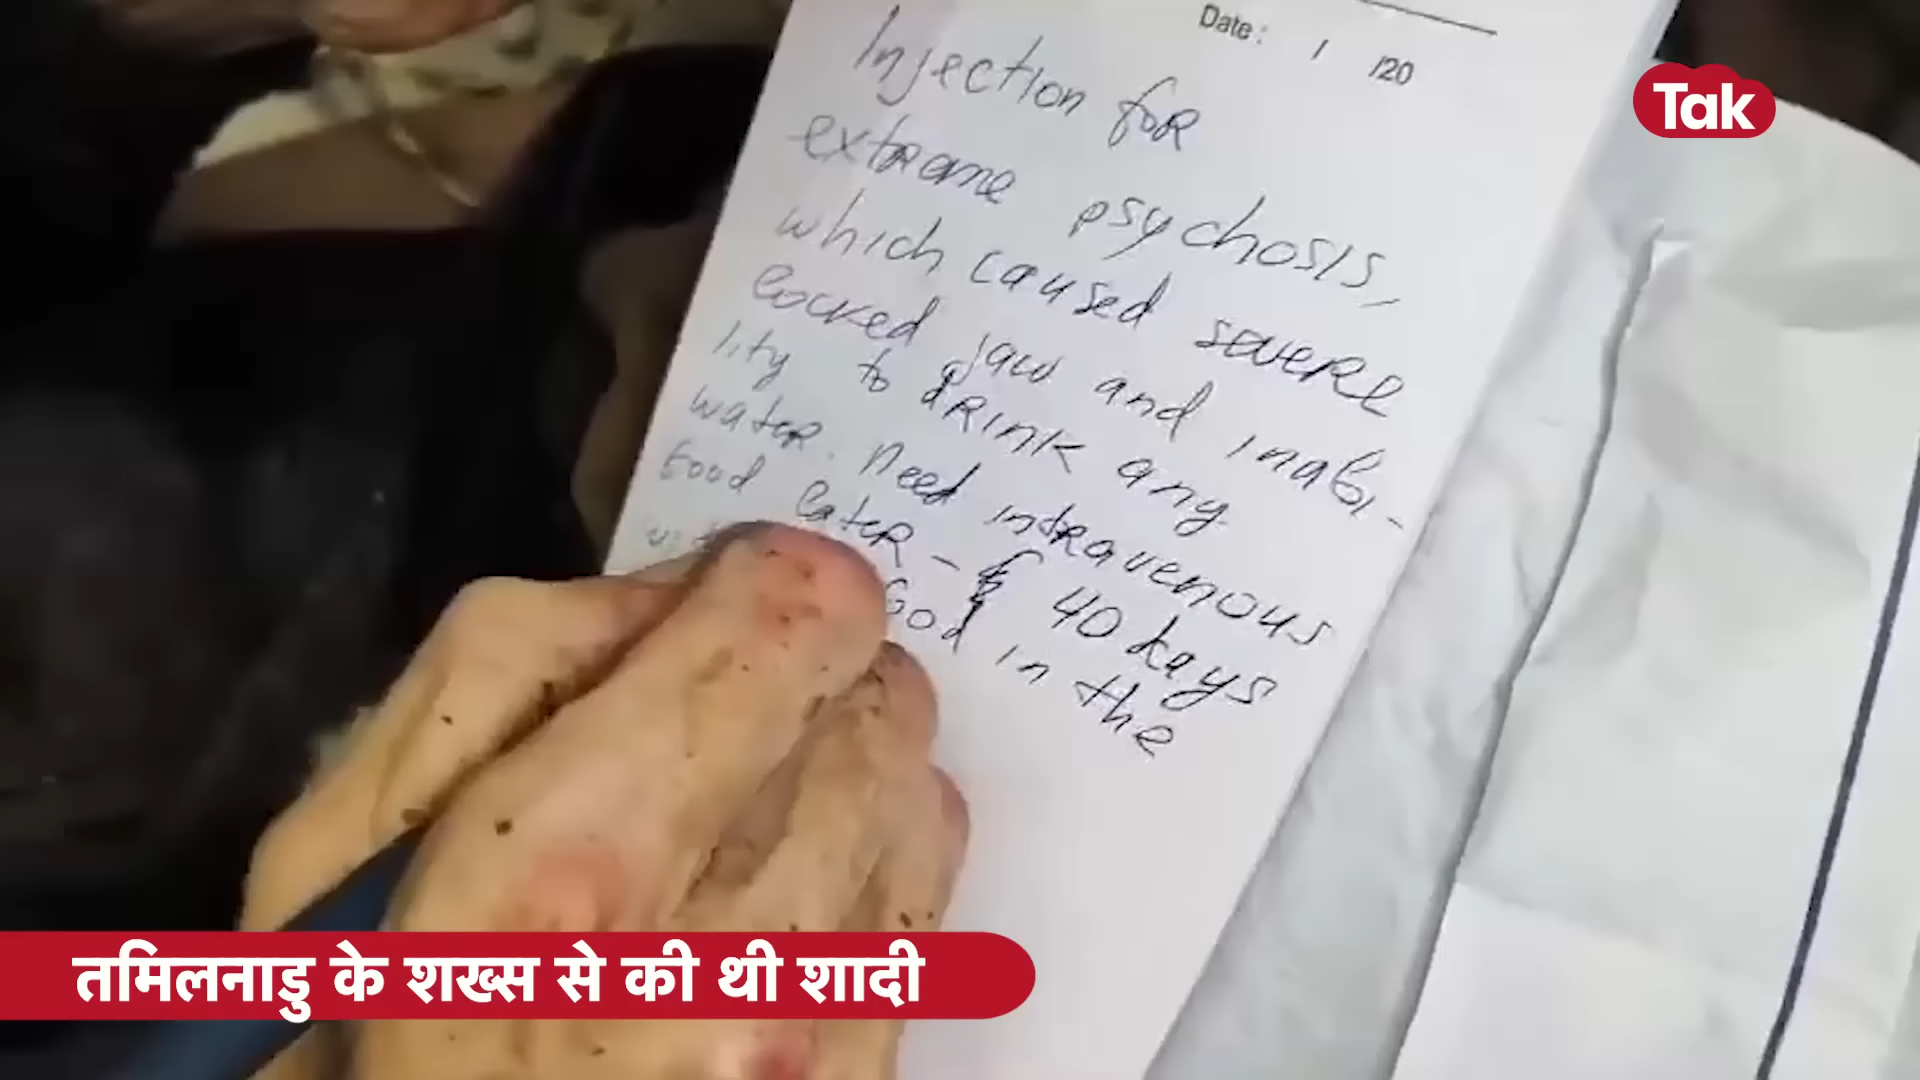 Date: / /20
Tak
Injection for
extreme psychosis,
which caused severe
locked jaw and inabi-
lity to drink any
water. Need intravenous
food later - 40 days
food in the
तमिलनाडु के शख्स से की थी शादी